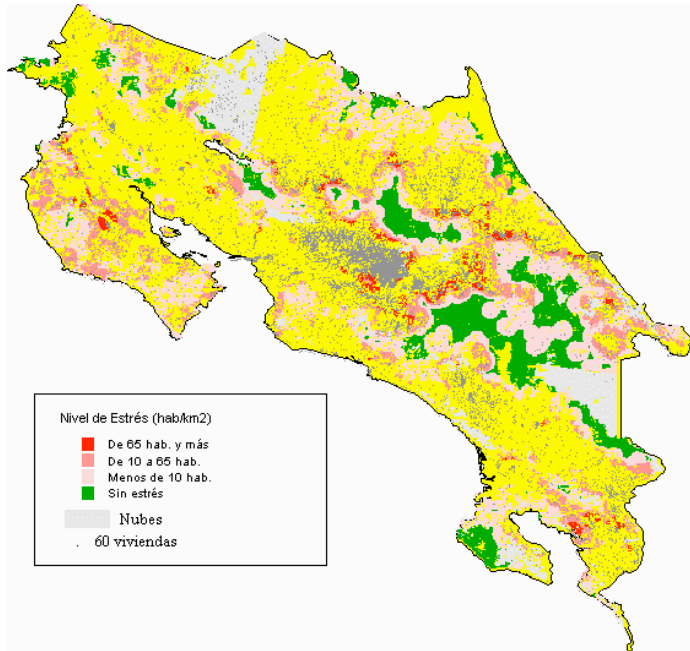 Nivel de Estrés (hab/km2)
De 65 hab. y más
De 10 a 65 hab.
Menos de 10 hab.
Sin estrés
Nubes
. 60 viviendas